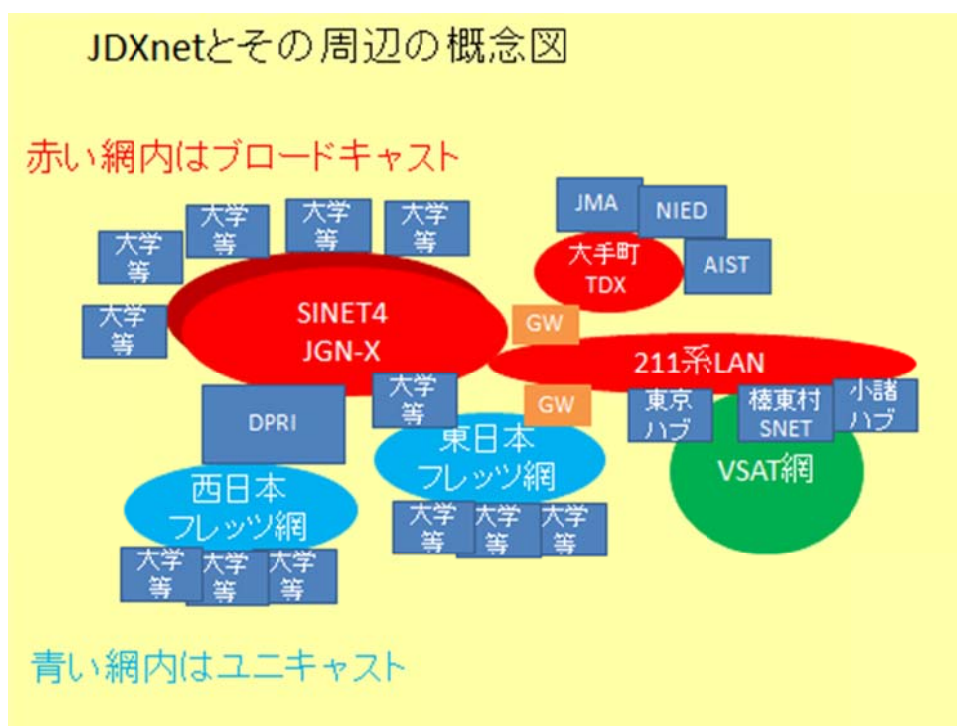 JDXnetとその周辺の概念図
赤い網内はブロードキャスト
大学
等
大学
等
大学
等
大学
等
大学
等
JMA
NIED
大手町
TDX
AIST
SINET4
JGN-X
GW
211系LAN
大学
等
DPRI
GW
東京
ハブ
榛東村
SNET
小諸
ハブ
東日本
フレッツ網
VSAT網
西日本
フレッツ網
大学
等
大学
等
大学
等
大学
等
大学
等
大学
等
青い網内はユニキャスト